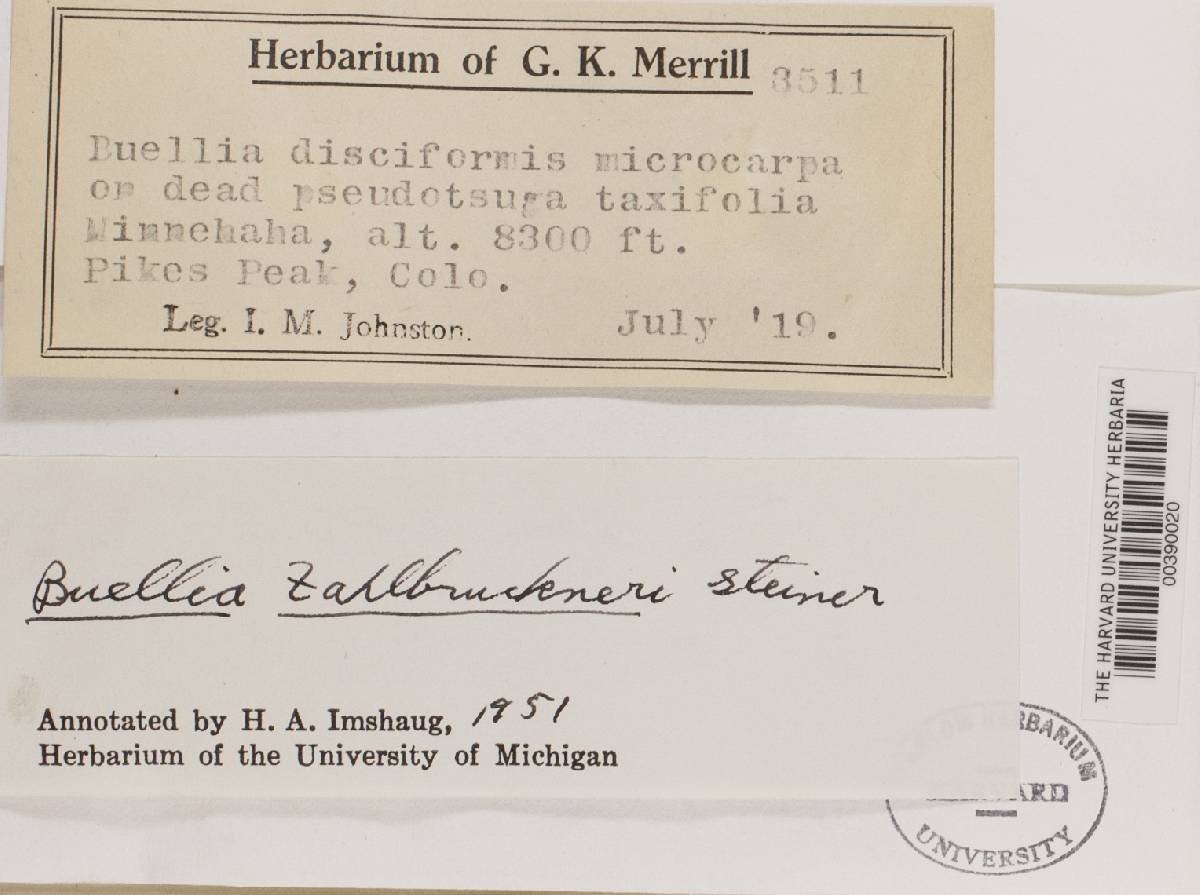 Herbarium of G. K. Merrill 3511
Buellia disciformis microcarpa
on dead pseudotsuga taxifolia
Minnehaha, alt. 8300 ft.
Pikes Peak, Colo.
Leg. I. M. Johnston. July '19.
THE HARVARD UNIVERSITY HERBARIA
00390020
Buellia Zahlbruckneri Steiner
Annotated by H. A. Imshaug, 1951
Herbarium of the University of Michigan
UNIVERSITY